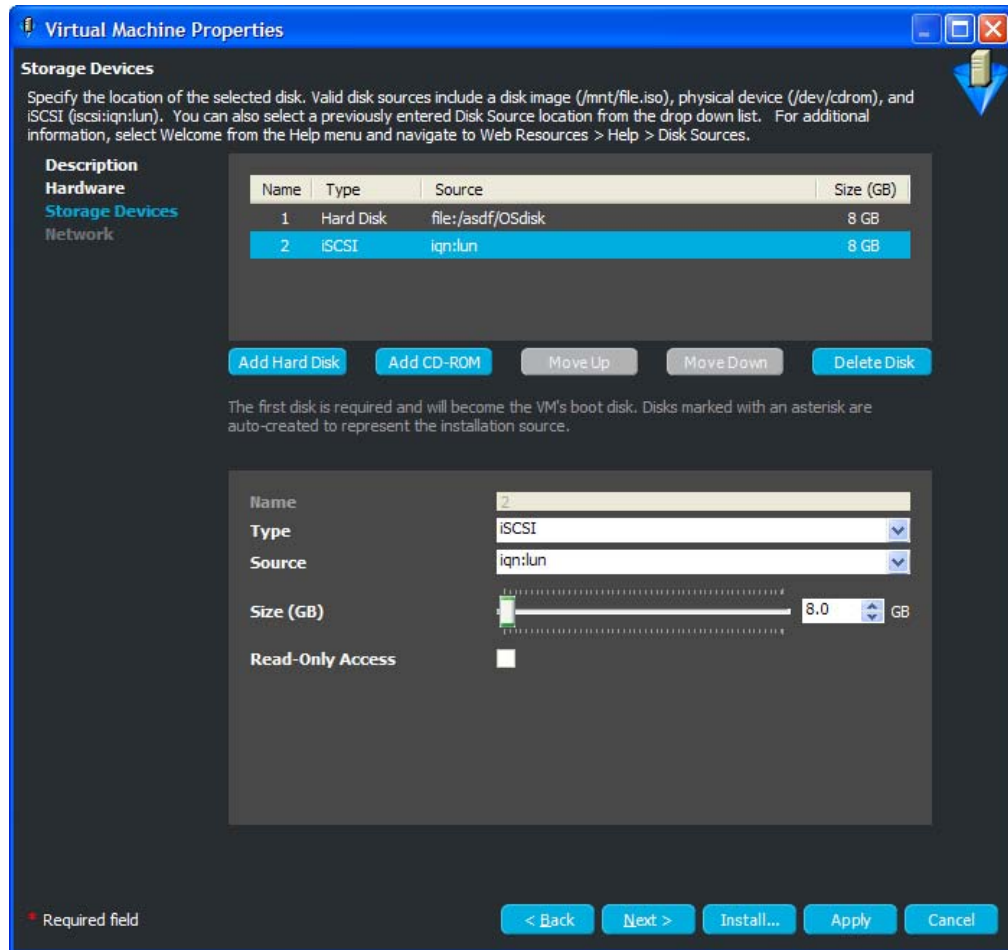 Virtual Machine Properties
Storage Devices
Specify the location of the selected disk. Valid disk sources include a disk image (/mnt/file.iso), physical device (/dev/cdrom), and
iSCSI (iscsi:iqn:lun). You can also select a previously entered Disk Source location from the drop down list. For additional
information, select Welcome from the Help menu and navigate to Web Resources > Help > Disk Sources.
Description
Hardware
Storage Devices
Network
Name Type Source Size (GB)
1 Hard Disk file:/asdf/OSdisk 8 GB
2 iSCSI iqn:lun 8 GB
Add Hard Disk Add CD-ROM Move Up Move Down Delete Disk
The first disk is required and will become the VM's boot disk. Disks marked with an asterisk are
auto-created to represent the installation source.
Name 2
Type iSCSI
Source iqn:lun
Size (GB) 8.0 GB
Read-Only Access
* Required field < Back Next > Install... Apply Cancel